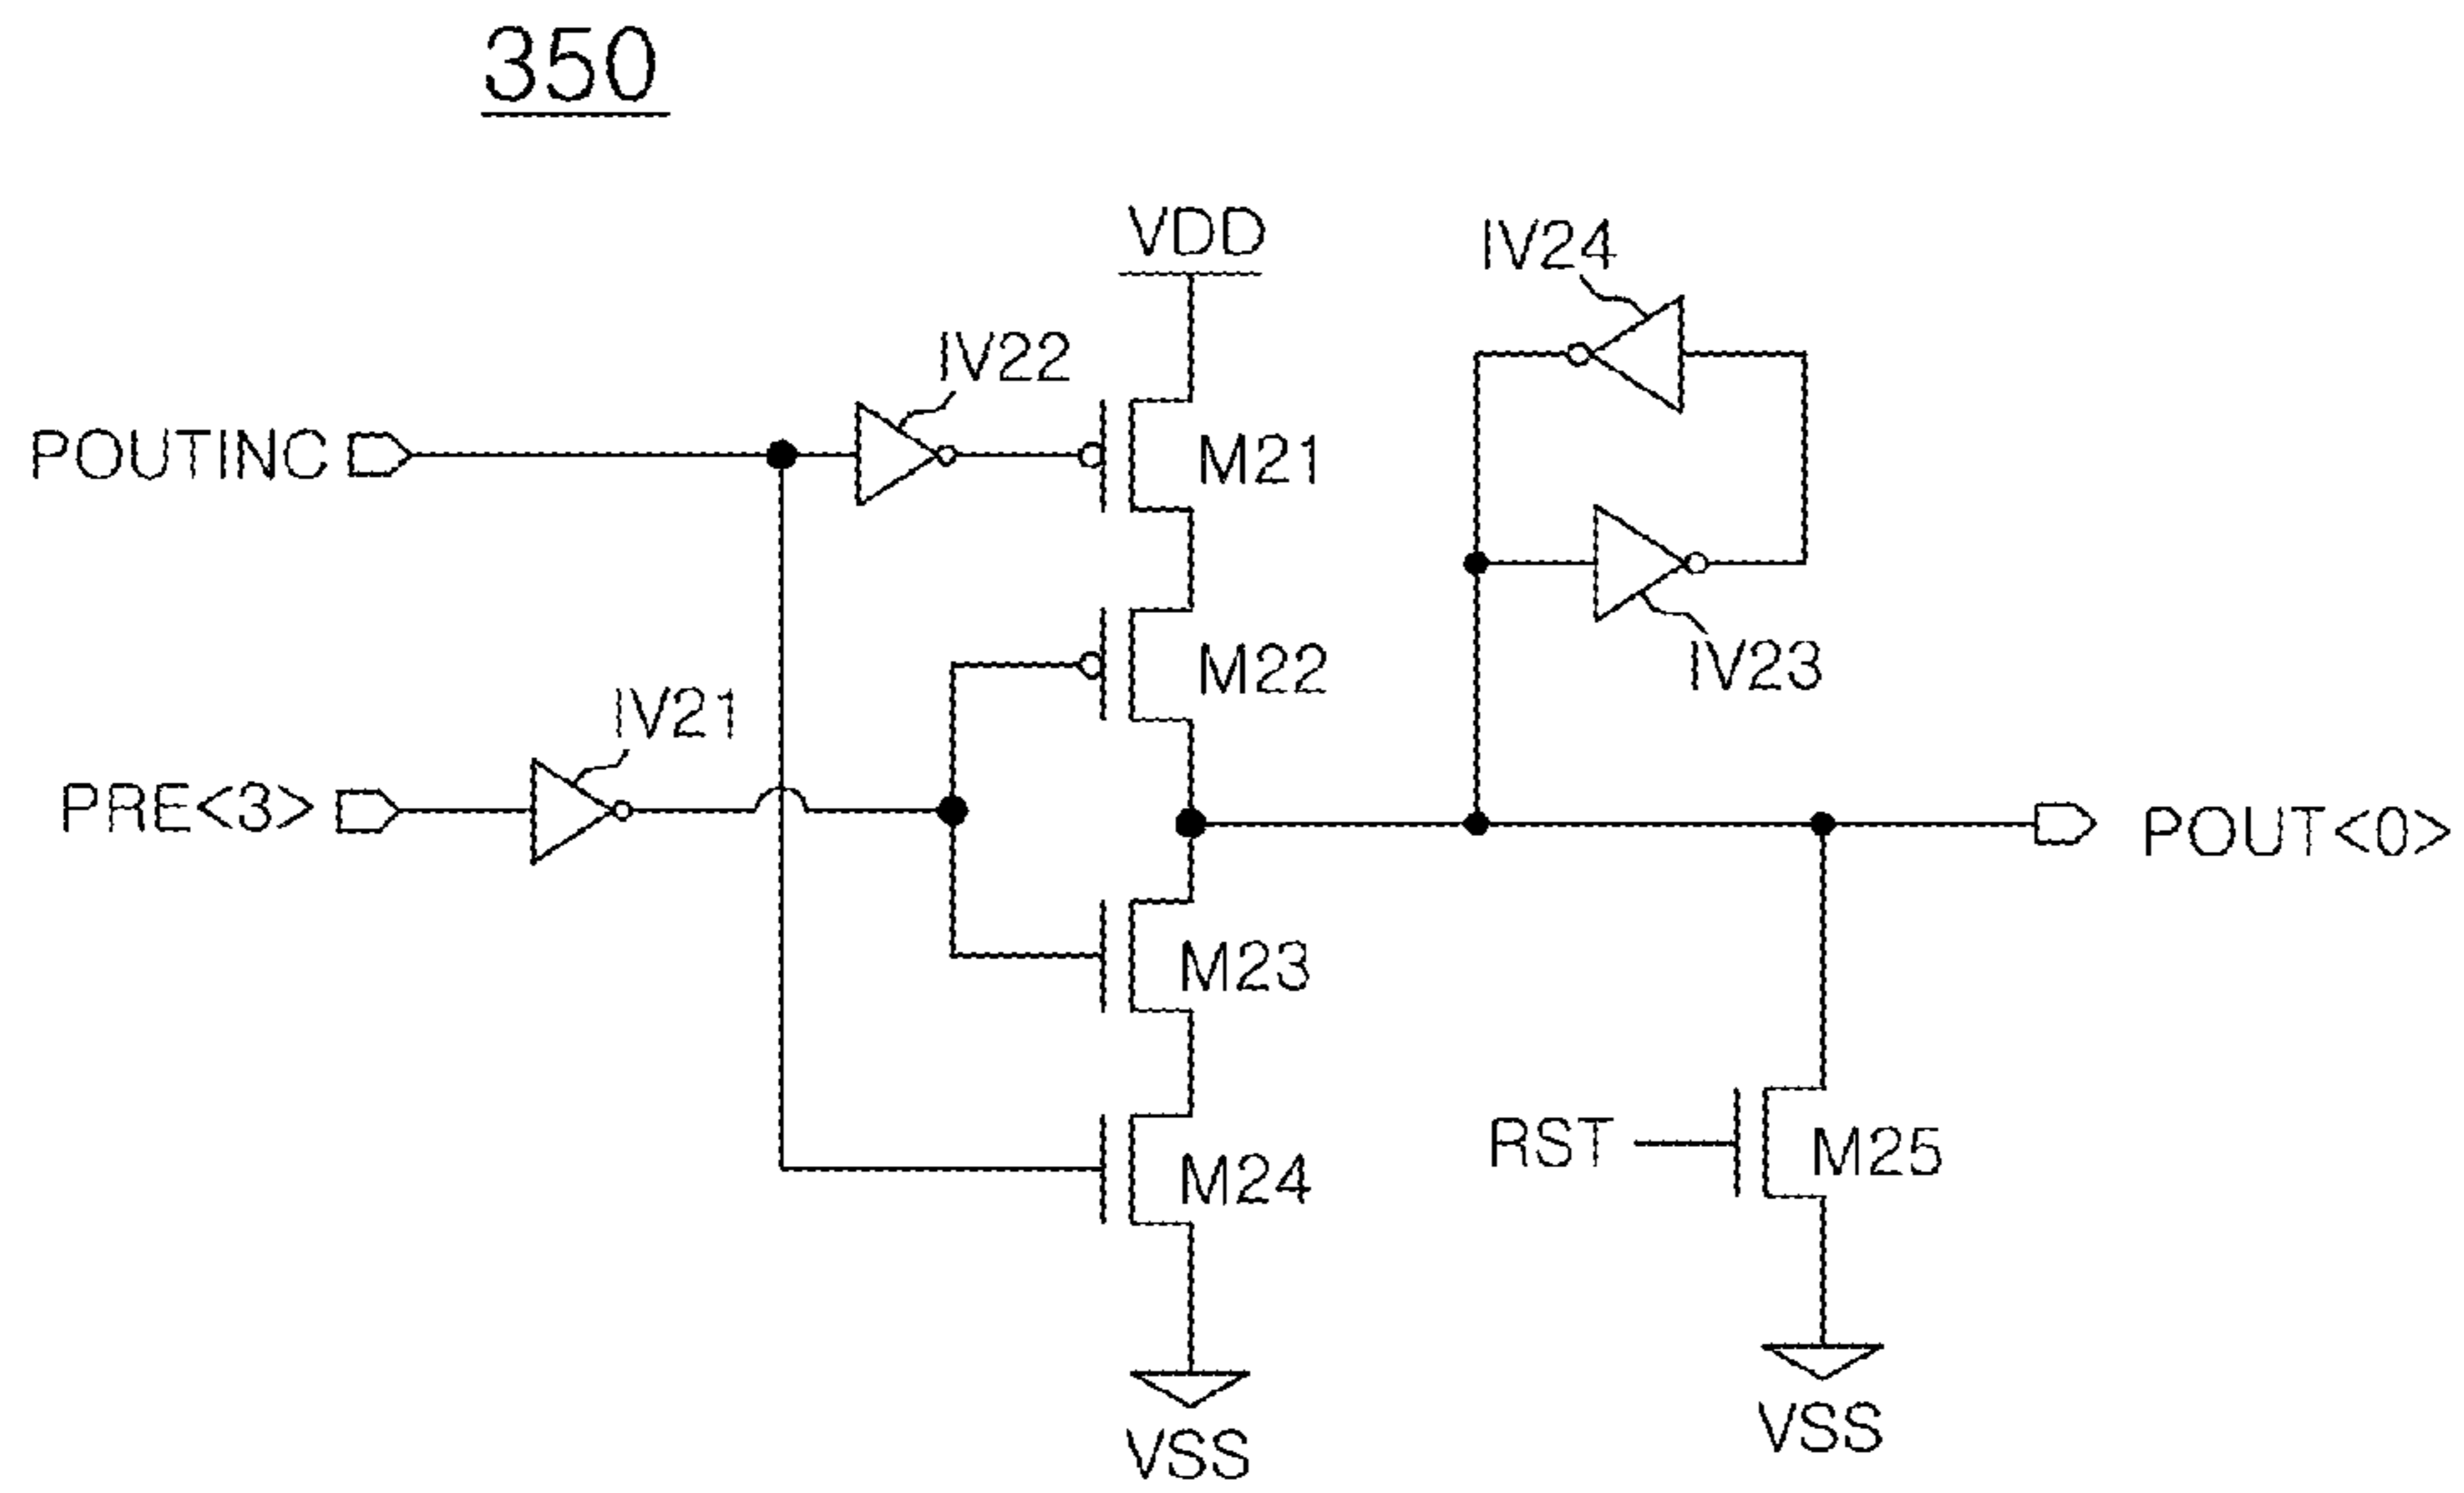 350
VDD
IV24
IV22
POUTINC
M21
M22
IV23
IV21
PRE<3>
POUT<0>
M23
RST
M25
M24
VSS
VSS